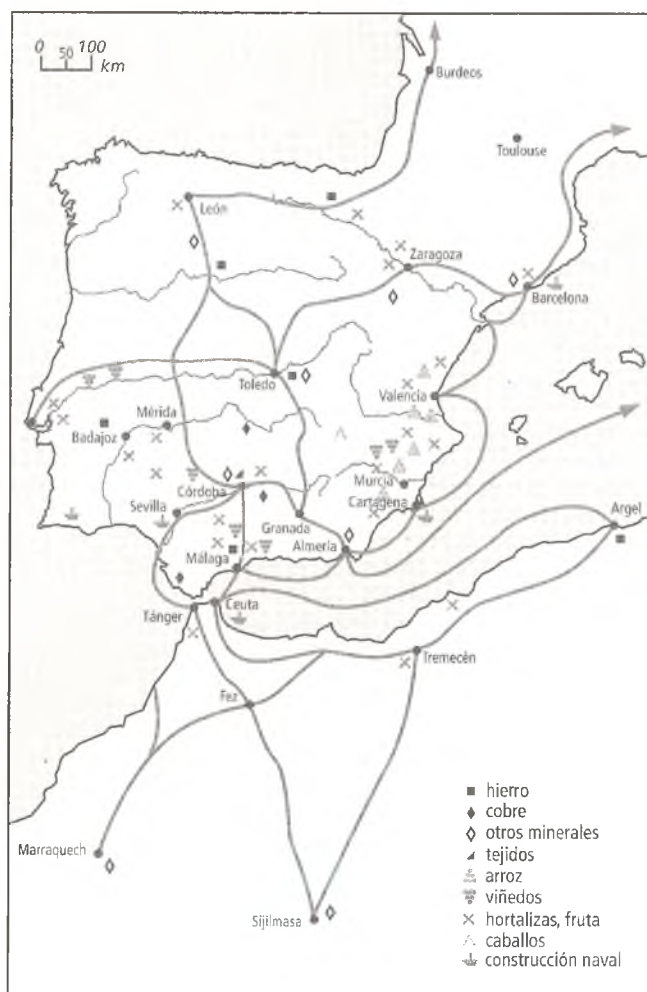 0 50 100
km
Burdeos
Toulouse
León
Zaragoza
Barcelona
Toledo
Valencia
Mérida
Badajoz
Murcia
Córdoba
Cartagena
Sevilla
Granada
Almería
Argel
Málaga
Ceuta
Tánger
Tremecén
Fez
Marraquech
Sijilmasa
hierro
cobre
otros minerales
tejidos
arroz
viñedos
hortalizas, fruta
caballos
construcción naval